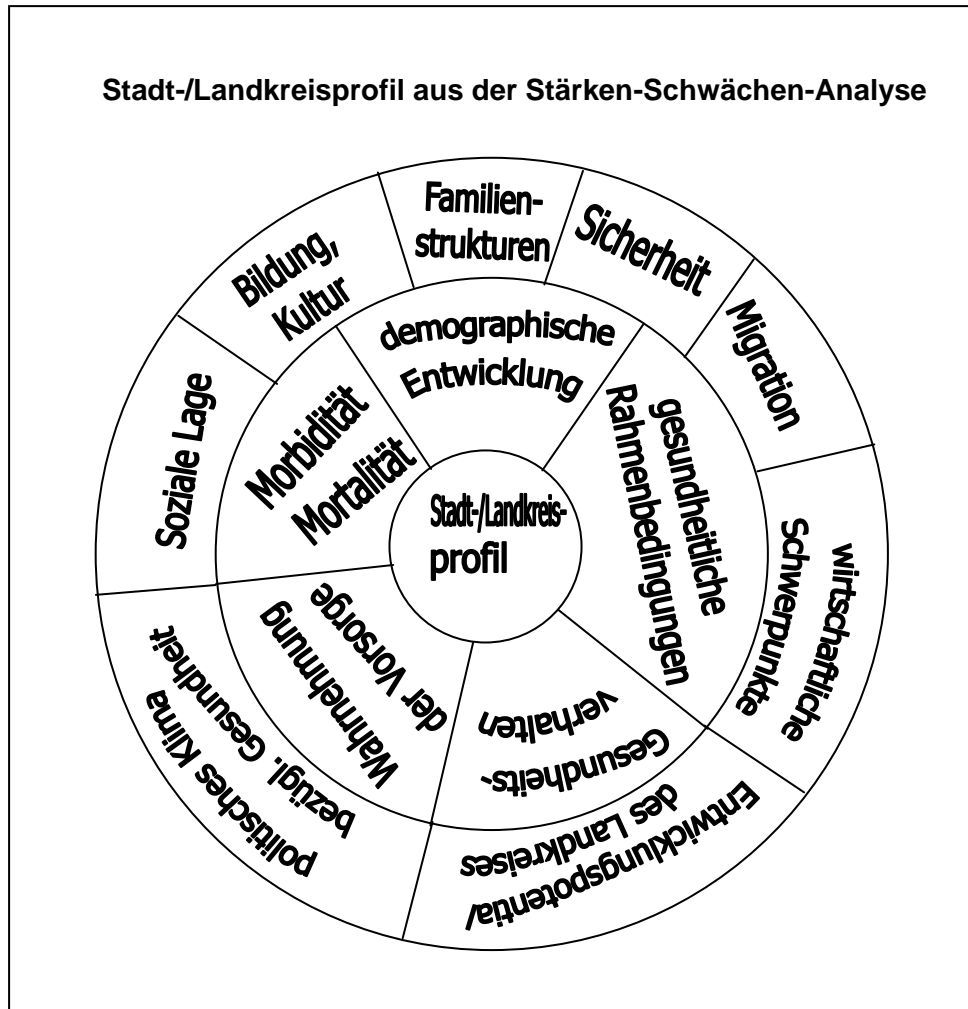 Stadt-/Landkreisprofil aus der Stärken-Schwächen-Analyse
Familien-
strukturen
Sicherheit
Migration
wirtschaftliche
Schwerpunkte
Entwicklungspotential
des Landkreises
politisches Klima
bezügl. Gesundheit
Soziale Lage
Bildung,
Kultur
demographische
Entwicklung
gesundheitliche
Rahmenbedingungen
Gesundheits-
verhalten
Wahrnehmung
der Vorsorge
Morbidität
Mortalität
Stadt-/Landkreis-
profil